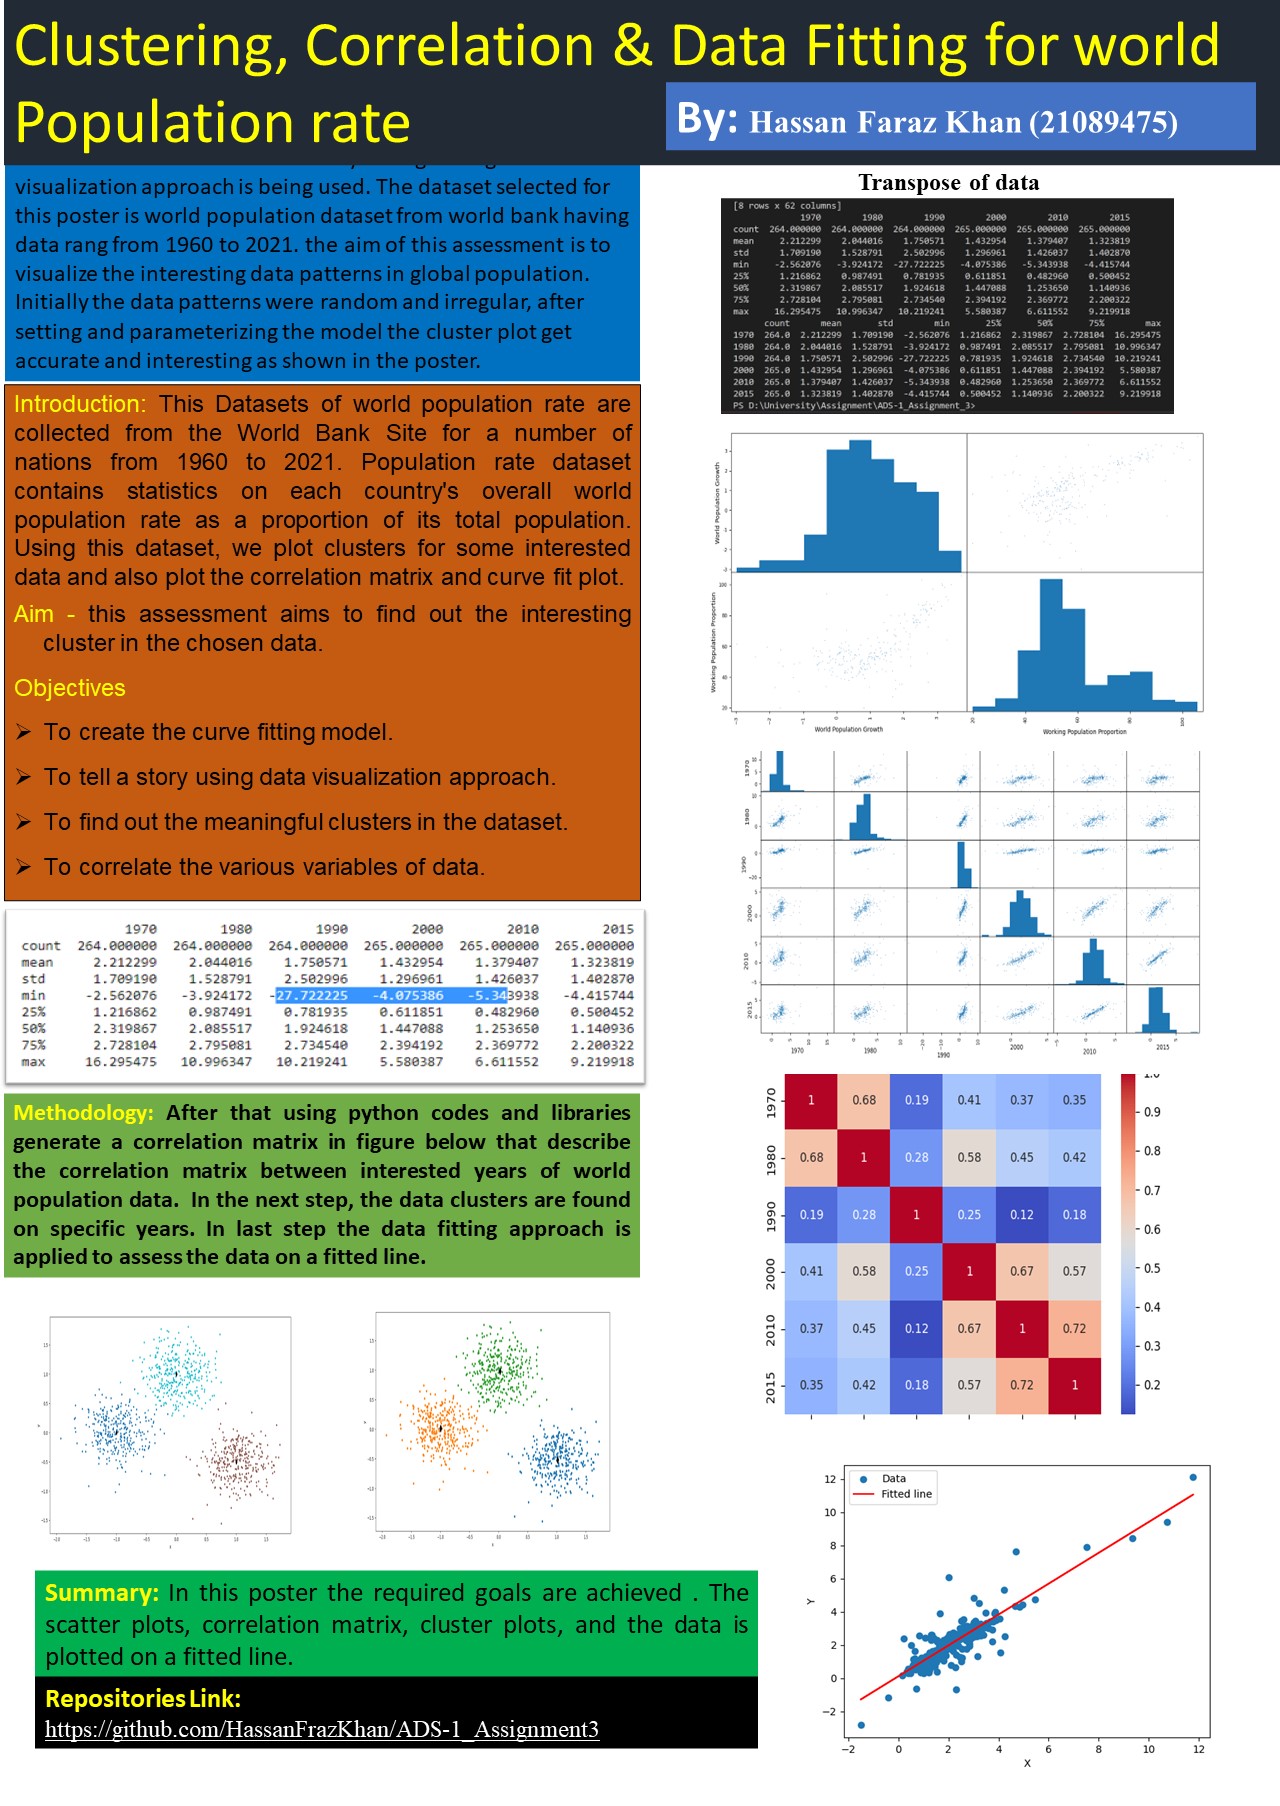 Clustering, Correlation & Data Fitting for world
Population rate
By: Hassan Faraz Khan (21089475)
visualization approach is being used. The dataset selected for
this poster is world population dataset from world bank having
data rang from 1960 to 2021. the aim of this assessment is to
visualize the interesting data patterns in global population.
Initially the data patterns were random and irregular, after
setting and parameterizing the model the cluster plot get
accurate and interesting as shown in the poster.
Introduction: This Datasets of world population rate are
collected from the World Bank Site for a number of
nations from 1960 to 2021. Population rate dataset
contains statistics on each country's overall world
population rate as a proportion of its total population.
Using this dataset, we plot clusters for some interested
data and also plot the correlation matrix and curve fit plot.
Aim - this assessment aims to find out the interesting
cluster in the chosen data.
Objectives
➢ To create the curve fitting model.
➢ To tell a story using data visualization approach.
➢ To find out the meaningful clusters in the dataset.
➢ To correlate the various variables of data.
1970 1980 1990 2000 2010 2015
count 264.000000 264.000000 264.000000 265.000000 265.000000 265.000000
mean 2.212299 2.044016 1.750571 1.432954 1.379407 1.323819
std 1.709190 1.528791 2.502996 1.296961 1.426037 1.402870
min -2.562076 -3.924172 -27.722225 -4.075386 -5.343938 -4.415744
25% 1.216862 0.987491 0.781935 0.611851 0.482960 0.500452
50% 2.319867 2.085517 1.924618 1.447088 1.253650 1.140936
75% 2.728104 2.795081 2.734540 2.394192 2.369772 2.200322
max 16.295475 10.996347 10.219241 5.580387 6.611552 9.219918
Methodology: After that using python codes and libraries
generate a correlation matrix in figure below that describe
the correlation matrix between interested years of world
population data. In the next step, the data clusters are found
on specific years. In last step the data fitting approach is
applied to assess the data on a fitted line.
Summary: In this poster the required goals are achieved . The
scatter plots, correlation matrix, cluster plots, and the data is
plotted on a fitted line.
Repositories Link:
https://github.com/HassanFrazKhan/ADS-1_Assignment3
Transpose of data
[8 rows x 62 columns]
1970 1980 1990 2000 2010 2015
count 264.000000 264.000000 264.000000 265.000000 265.000000 265.000000
mean 2.212299 2.044016 1.750571 1.432954 1.379407 1.323819
std 1.709190 1.528791 2.502996 1.296961 1.426037 1.402870
min -2.562076 -3.924172 -27.722225 -4.075386 -5.343938 -4.415744
25% 1.216862 0.987491 0.781935 0.611851 0.482960 0.500452
50% 2.319867 2.085517 1.924618 1.447088 1.253650 1.140936
75% 2.728104 2.795081 2.734540 2.394192 2.369772 2.200322
max 16.295475 10.996347 10.219241 5.580387 6.611552 9.219918
count mean std min 25% 50% 75% max
1970 264.0 2.212299 1.709190 -2.562076 1.216862 2.319867 2.728104 16.295475
1980 264.0 2.044016 1.528791 -3.924172 0.987491 2.085517 2.795081 10.996347
1990 264.0 1.750571 2.502996 -27.722225 0.781935 1.924618 2.734540 10.219241
2000 265.0 1.432954 1.296961 -4.075386 0.611851 1.447088 2.394192 5.580387
2010 265.0 1.379407 1.426037 -5.343938 0.482960 1.253650 2.369772 6.611552
2015 265.0 1.323819 1.402870 -4.415744 0.500452 1.140936 2.200322 9.219918
PS D:\University\Assignment\ADS-1_Assignment_3>
World Population Growth
Working Population Proportion
World Population Growth
Working Population Proportion
1970
1980
1990
2000
2010
2015
1970 1980 1990 2000 2010 2015
1970 1 0.68 0.19 0.41 0.37 0.35
1980 0.68 1 0.28 0.58 0.45 0.42
1990 0.19 0.28 1 0.25 0.12 0.18
2000 0.41 0.58 0.25 1 0.67 0.57
2010 0.37 0.45 0.12 0.67 1 0.72
2015 0.35 0.42 0.18 0.57 0.72 1
0.9
0.8
0.7
0.6
0.5
0.4
0.3
0.2
Data
Fitted line
12
10
8
6
4
2
0
−2
Y
−2 0 2 4 6 8 10 12
X